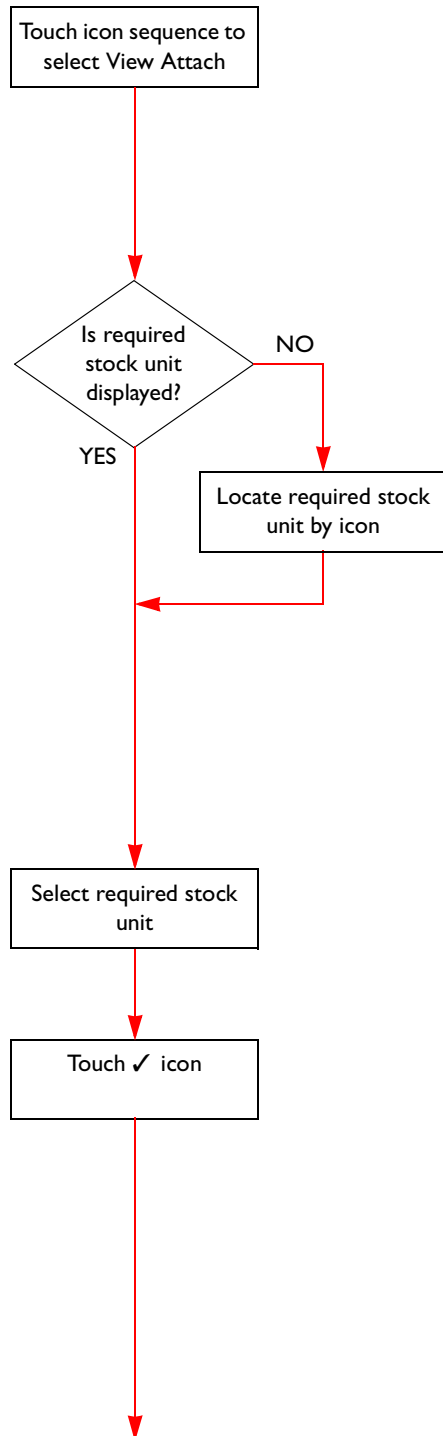 Touch icon sequence to
select View Attach
Is required
stock unit
displayed?
NO
YES
Locate required stock
unit by icon
Select required stock
unit
Touch ✓ icon